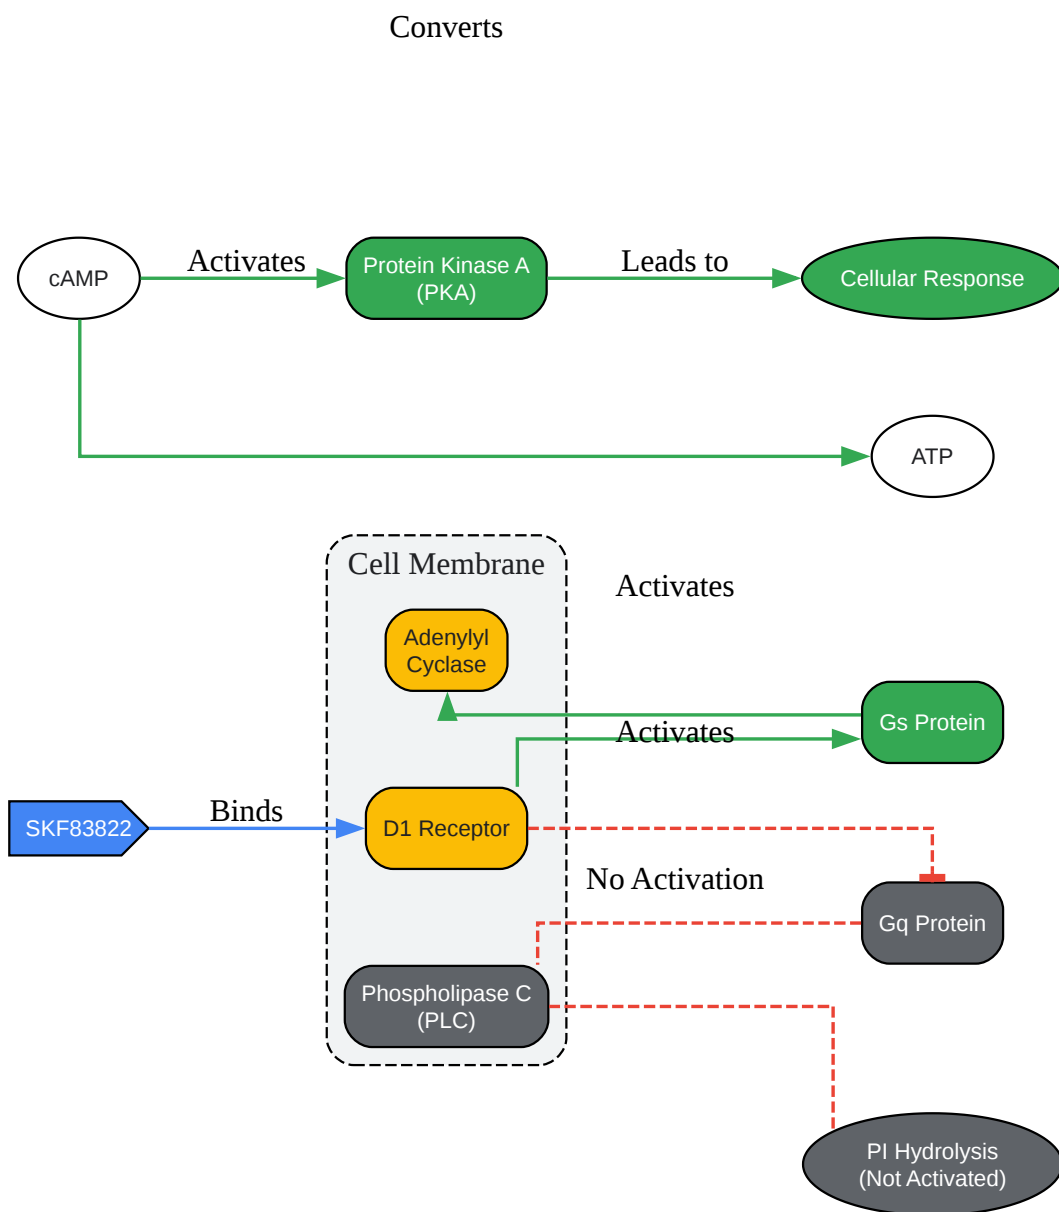 Converts
cAMP
Activates
Protein Kinase A
(PKA)
Leads to
Cellular Response
ATP
Cell Membrane
Activates
Adenylyl
Cyclase
Gs Protein
Activates
SKF83822
Binds
D1 Receptor
No Activation
Gq Protein
Phospholipase C
(PLC)
PI Hydrolysis
(Not Activated)